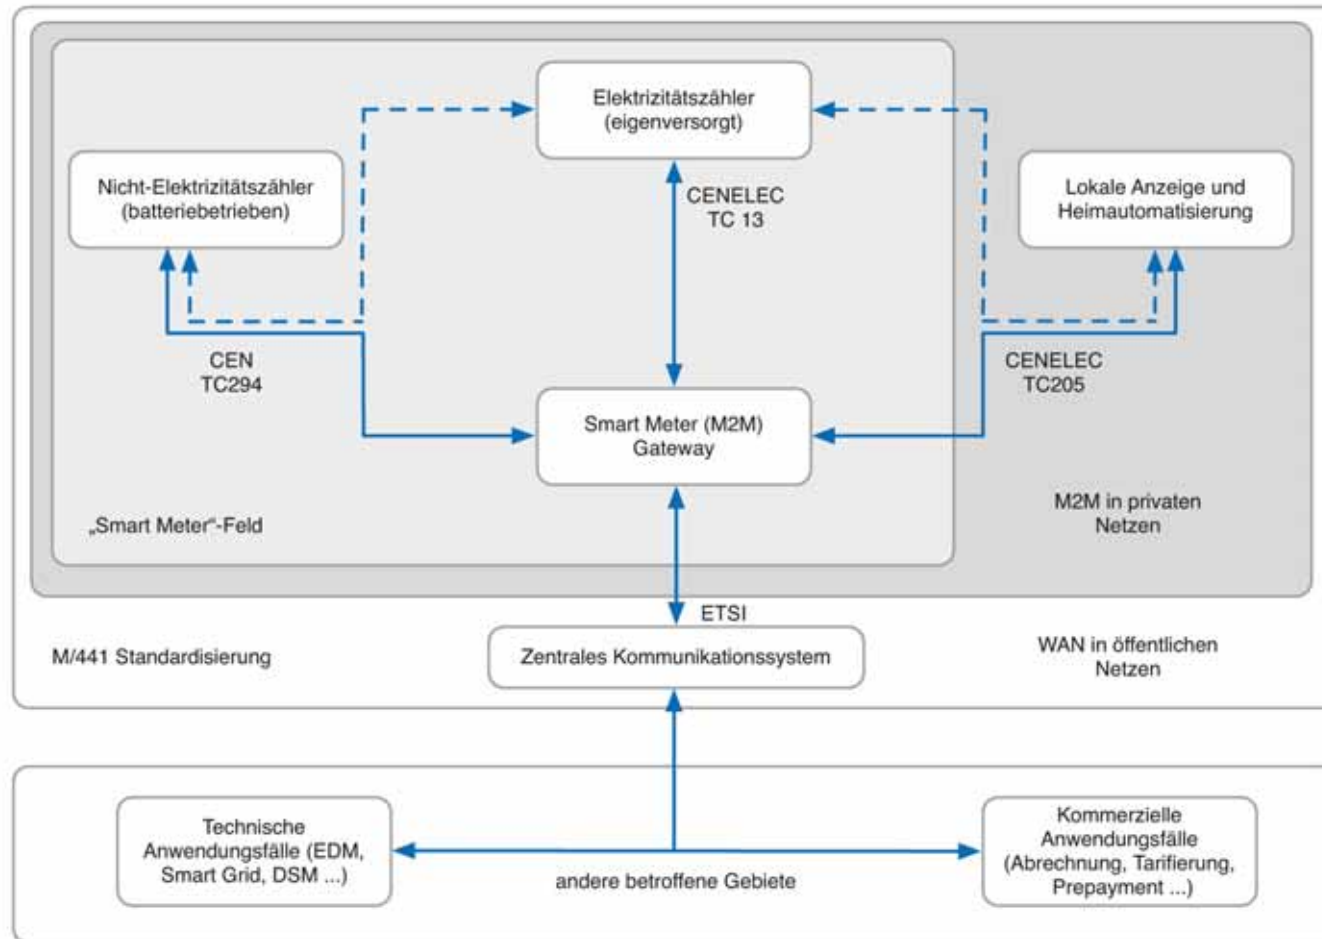 Elektrizitätszähler
(eigenversorgt)
Nicht-Elektrizitätszähler
(batteriebetrieben)
Lokale Anzeige und
Heimautomatisierung
CENELEC
TC 13
CEN
TC294
CENELEC
TC205
Smart Meter (M2M)
Gateway
„Smart Meter“-Feld
M2M in privaten
Netzen
ETSI
M/441 Standardisierung
Zentrales Kommunikationssystem
WAN in öffentlichen
Netzen
Technische
Anwendungsfälle (EDM,
Smart Grid, DSM ...)
andere betroffene Gebiete
Kommerzielle
Anwendungsfälle
(Abrechnung, Tarifierung,
Prepayment ...)